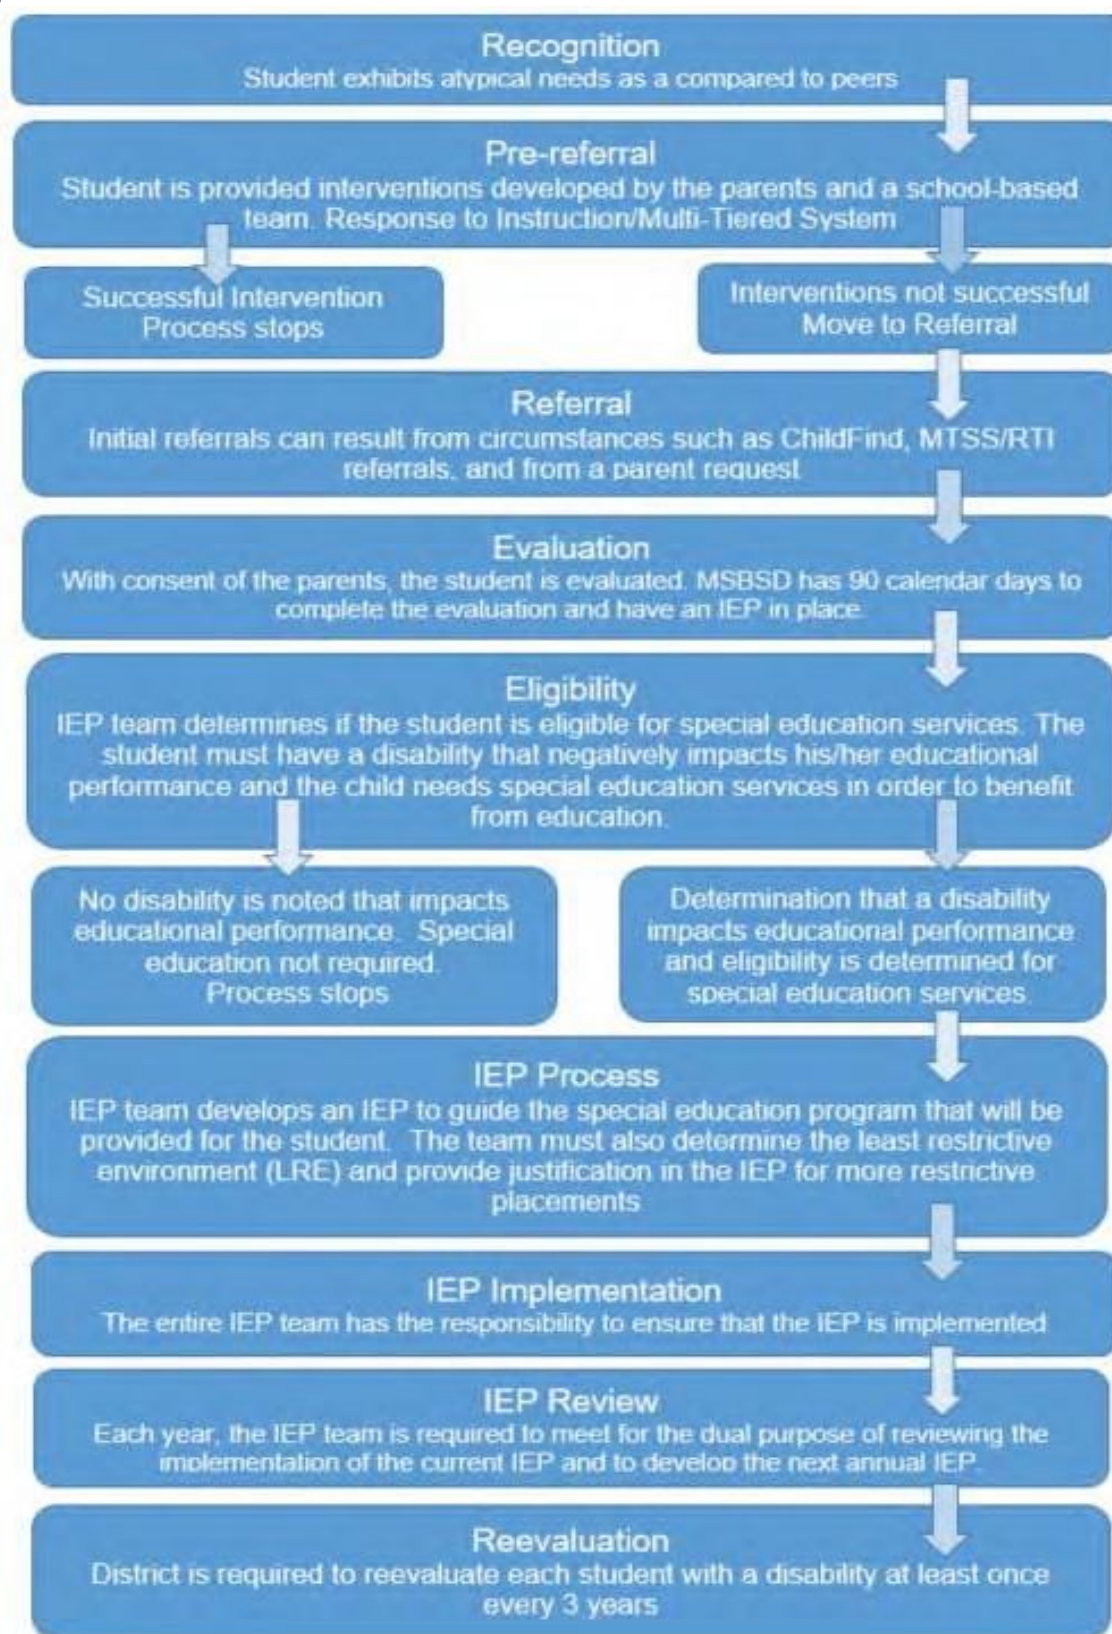 Recognition
Student exhibits atypical needs as a compared to peers
Pre-referral
Student is provided interventions developed by the parents and a school-based
team. Response to Instruction/Multi-Tiered System
Successful Intervention
Process stops
Interventions not successful
Move to Referral
Referral
Initial referrals can result from circumstances such as ChildFind, MTSS/RTI
referrals, and from a parent request
Evaluation
With consent of the parents, the student is evaluated. MSBSD has 90 calendar days to
complete the evaluation and have an IEP in place
Eligibility
IEP team determines if the student is eligible for special education services. The
student must have a disability that negatively impacts his/her educational
performance and the child needs special education services in order to benefit
from education.
No disability is noted that impacts
educational performance. Special
education not required.
Process stops
Determination that a disability
impacts educational performance
and eligibility is determined for
special education services.
IEP Process
IEP team develops an IEP to guide the special education program that will be
provided for the student. The team must also determine the least restrictive
environment (LRE) and provide justification in the IEP for more restrictive
placements
IEP Implementation
The entire IEP team has the responsibility to ensure that the IEP is implemented
IEP Review
Each year, the IEP team is required to meet for the dual purpose of reviewing the
implementation of the current IEP and to develop the next annual IEP.
Reevaluation
District is required to reevaluate each student with a disability at least once
every 3 years